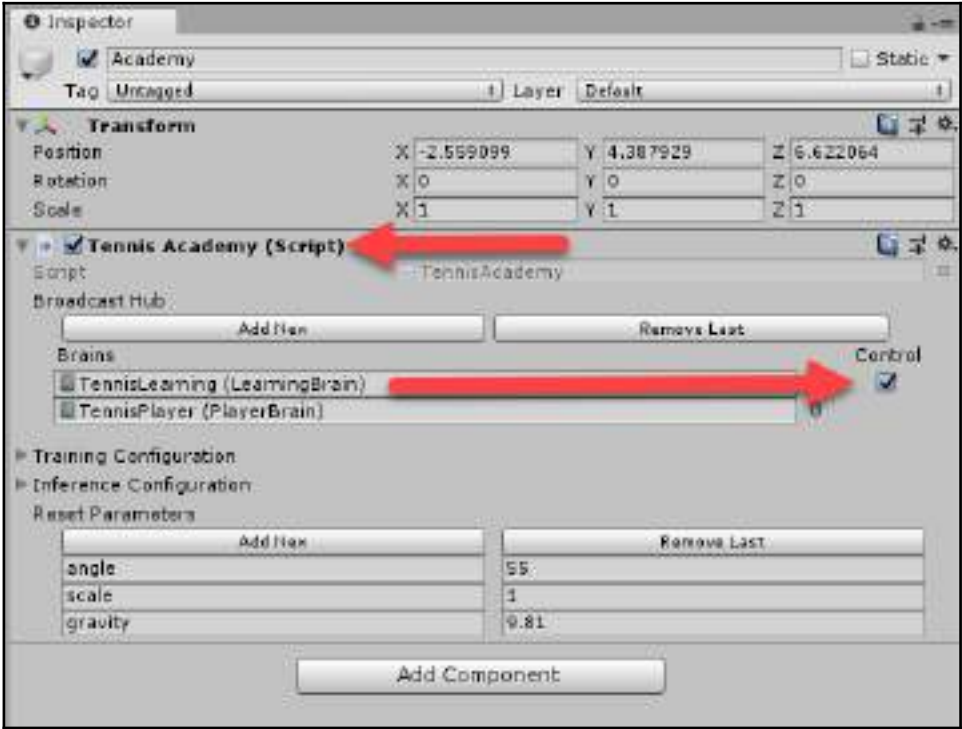 Inspector
Academy Static
Tag Untagged Layer Default
Transform
Position X -2.559099 Y 4.387929 Z 6.622064
Rotation X 0 Y 0 Z 0
Scale X 1 Y 1 Z 1
Tennis Academy (Script)
Script TennisAcademy
Broadcast Hub
Add New Remove Last
Brains Control
TennisLearning (LearningBrain)
TennisPlayer (PlayerBrain)
Training Configuration
Inference Configuration
Reset Parameters
Add New Remove Last
angle 55
scale 1
gravity 9.81
Add Component